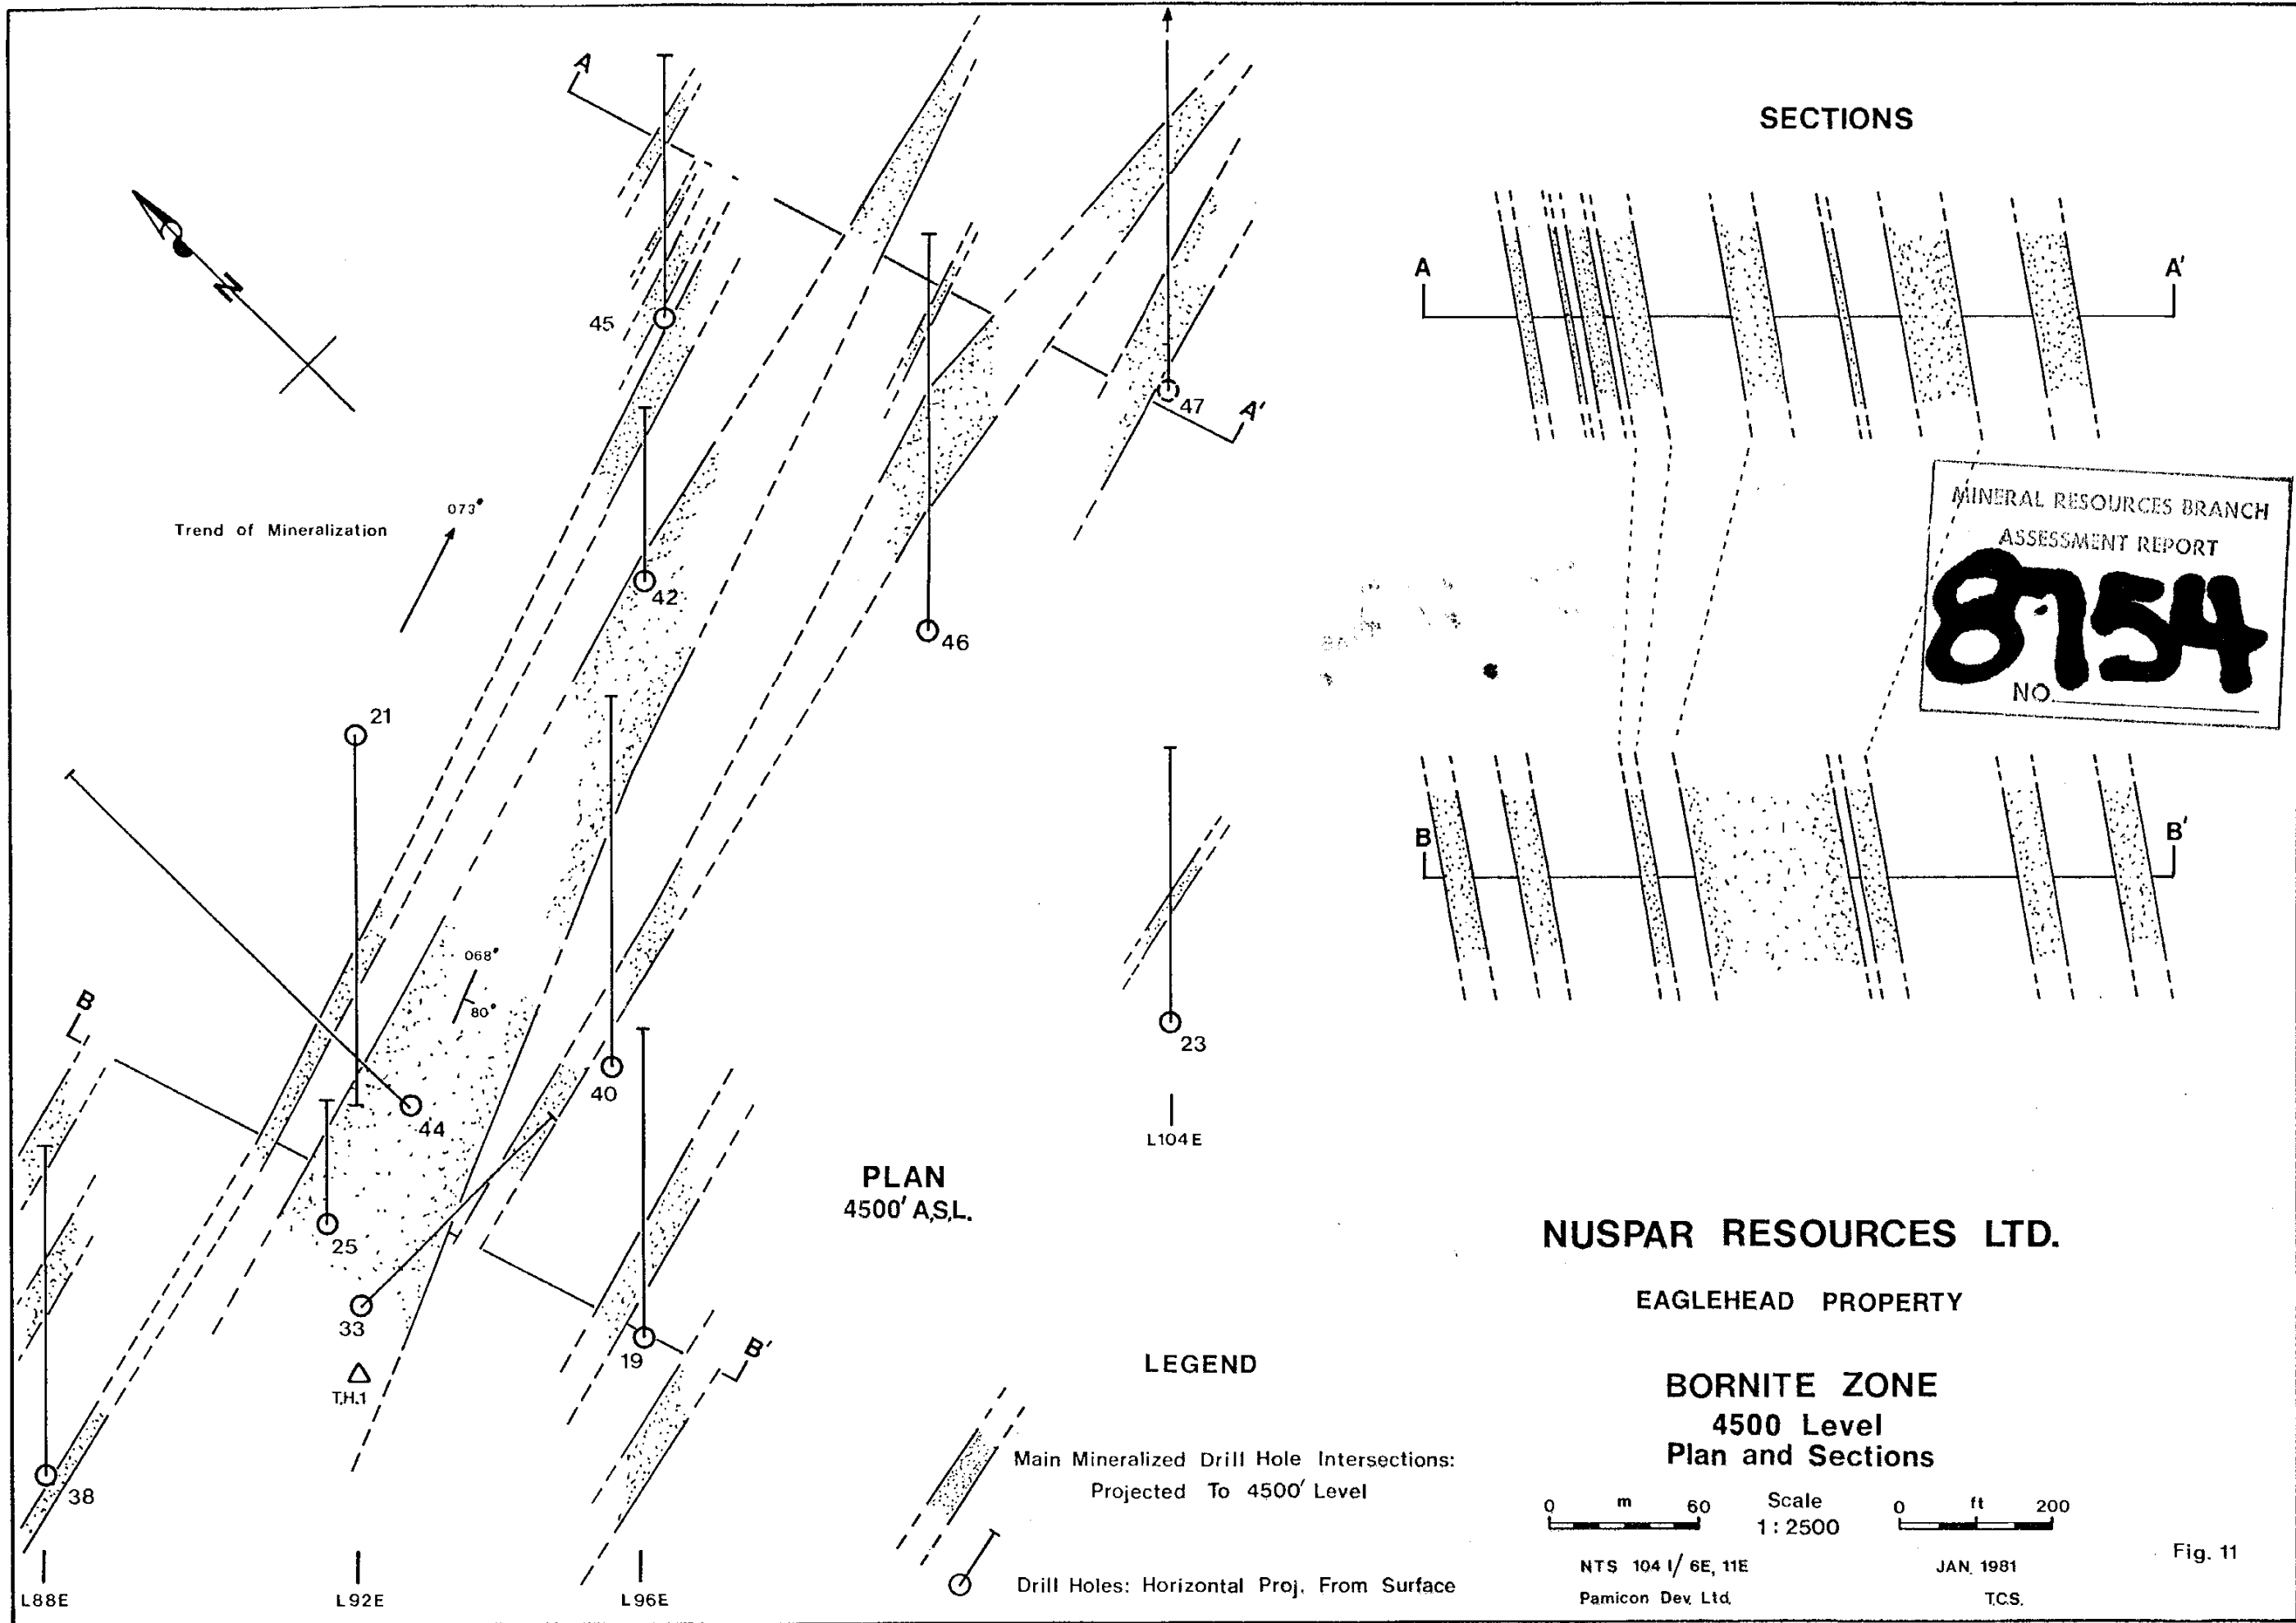 A
SECTIONS
A
A'
N
45
47
A'
073°
Trend of Mineralization
42
46
21
MINERAL RESOURCES BRANCH
ASSESSMENT REPORT
8754
NO.
B
B'
068°
80°
B
44
40
23
L104E
25
33
T.H.1
19
B'
38
L88E
L92E
L96E
PLAN
4500' A.S.L.
LEGEND
Main Mineralized Drill Hole Intersections:
Projected To 4500' Level
Drill Holes: Horizontal Proj. From Surface
NUSPAR RESOURCES LTD.
EAGLEHEAD PROPERTY
BORNITE ZONE
4500 Level
Plan and Sections
0 m 60 Scale 0 ft 200
1 : 2500
NTS 104 I/ 6E, 11E JAN. 1981
Pamicon Dev. Ltd. T.C.S.
Fig. 11